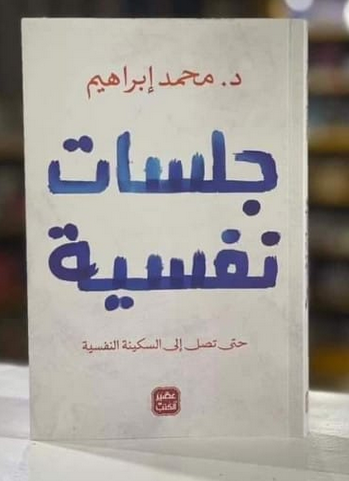 د. محمد إبراهيم
جلسات
نفسية
حتى تصل إلى السكينة النفسية
عصير
الكتب